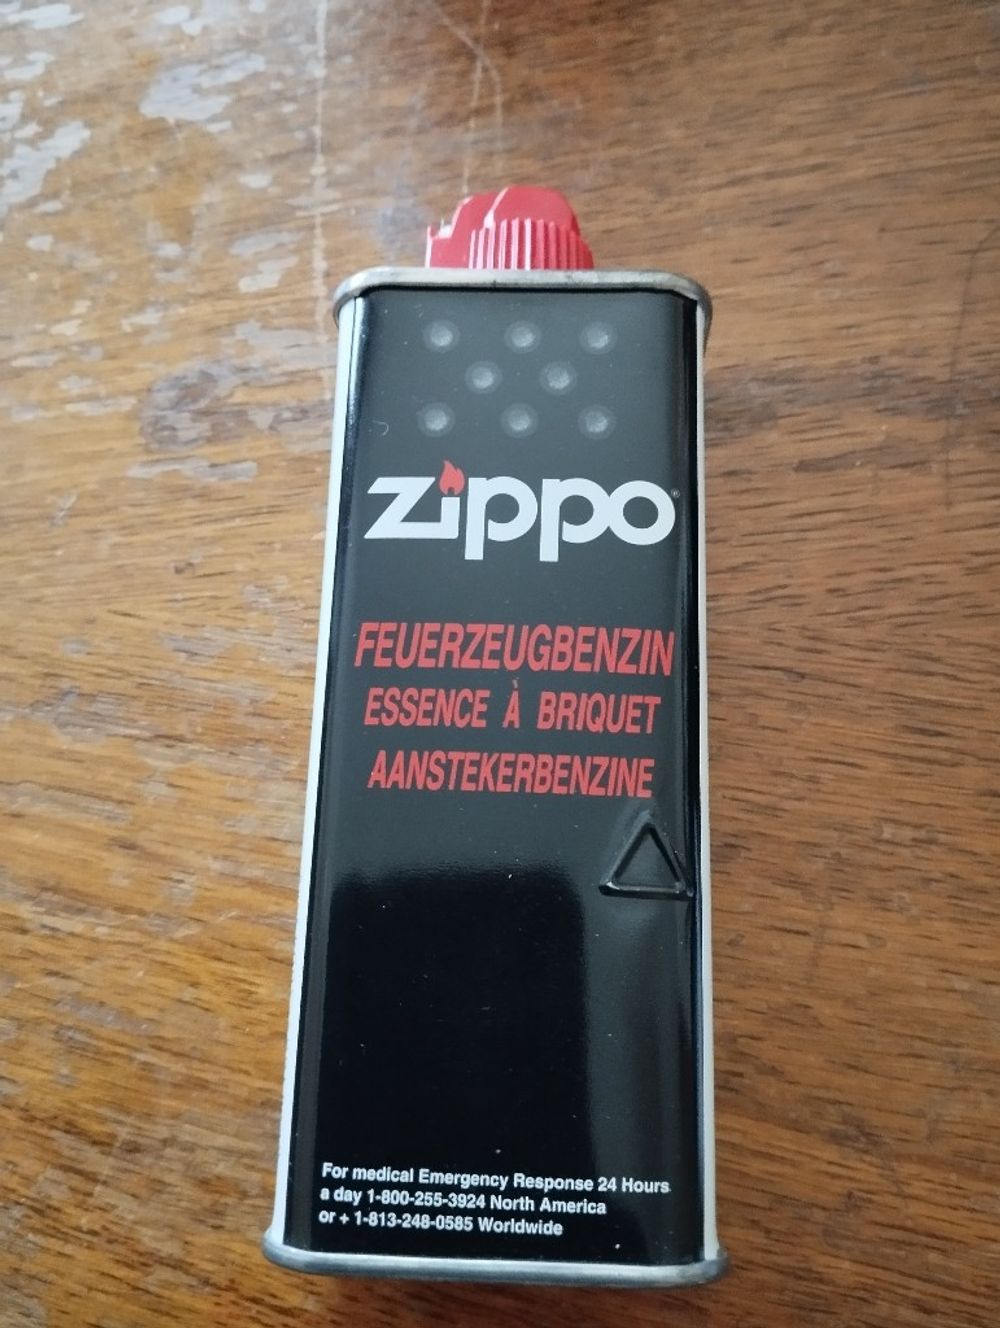 zippo®
FEUERZEUGBENZIN
ESSENCE À BRIQUET
AANSTEKERBENZINE
For medical Emergency Response 24 Hours
a day 1-800-255-3924 North America
or + 1-813-248-0585 Worldwide